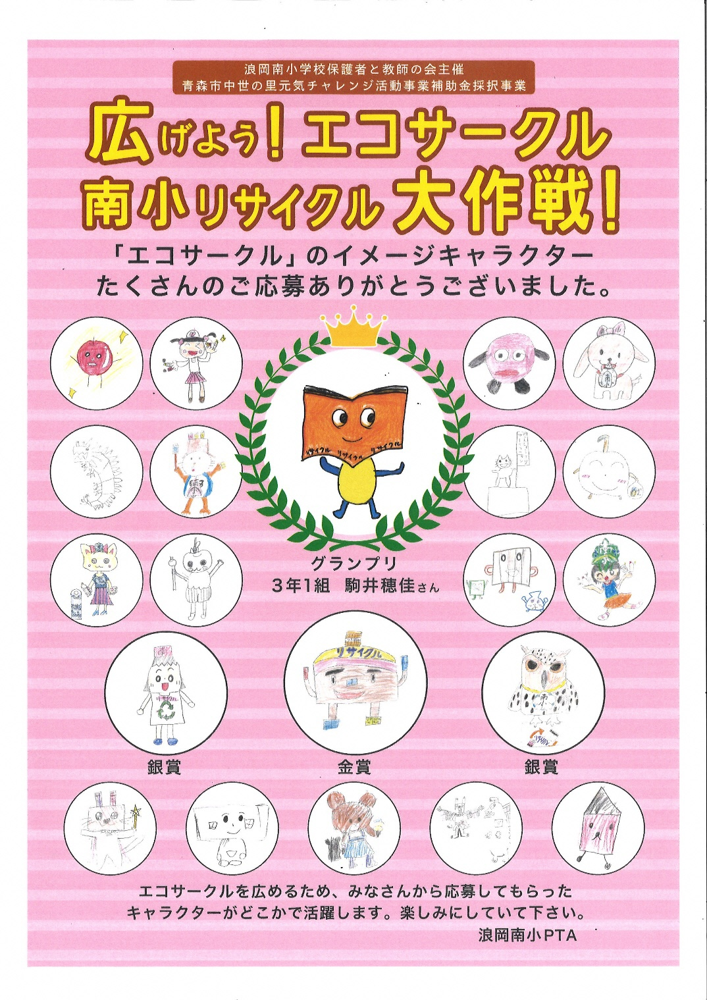 浪岡南小学校保護者と教師の会主催
青森市中世の里元気チャレンジ活動事業補助金採択事業
広げよう!エコサークル
南小リサイクル大作戦!
「エコサークル」のイメージキャラクター
たくさんのご応募ありがとうございました。
リサイクル リサイクル リサイクル
グランプリ
3年1組 駒井穂佳さん
南
リサイクル
リサイクル
南
リサイクル
銀賞
金賞
銀賞
エコサークルを広めるため、みなさんから応募してもらった
キャラクターがどこかで活躍します。楽しみにしていて下さい。
浪岡南小PTA